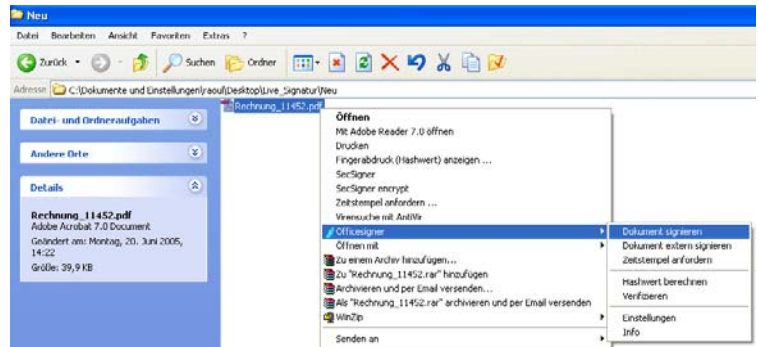 Neu
Datei Bearbeiten Ansicht Favoriten Extras ?
Zurück Suchen Ordner
Adresse C:\Dokumente und Einstellungen\raoul\Desktop\Live_Signatur\Neu
Datei- und Ordneraufgaben
Andere Orte
Details
Rechnung_11452.pdf
Adobe Acrobat 7.0 Document
Geändert am: Montag, 20. Juni 2005,
14:22
Größe: 39,9 KB
Rechnung_11452.pdf
Öffnen
Mit Adobe Reader 7.0 öffnen
Drucken
Fingerabdruck (Hashwert) anzeigen ...
SecSigner
SecSigner encrypt
Zeitstempel anfordern ...
Virensuche mit AntiVir
Officesigner
Öffnen mit
Zu einem Archiv hinzufügen...
Zu "Rechnung_11452.rar" hinzufügen
Archivieren und per Email versenden...
Als "Rechnung_11452.rar" archivieren und per Email versenden
WinZip
Senden an
Dokument signieren
Dokument extern signieren
Zeitstempel anfordern
Hashwert berechnen
Verifizieren
Einstellungen
Info